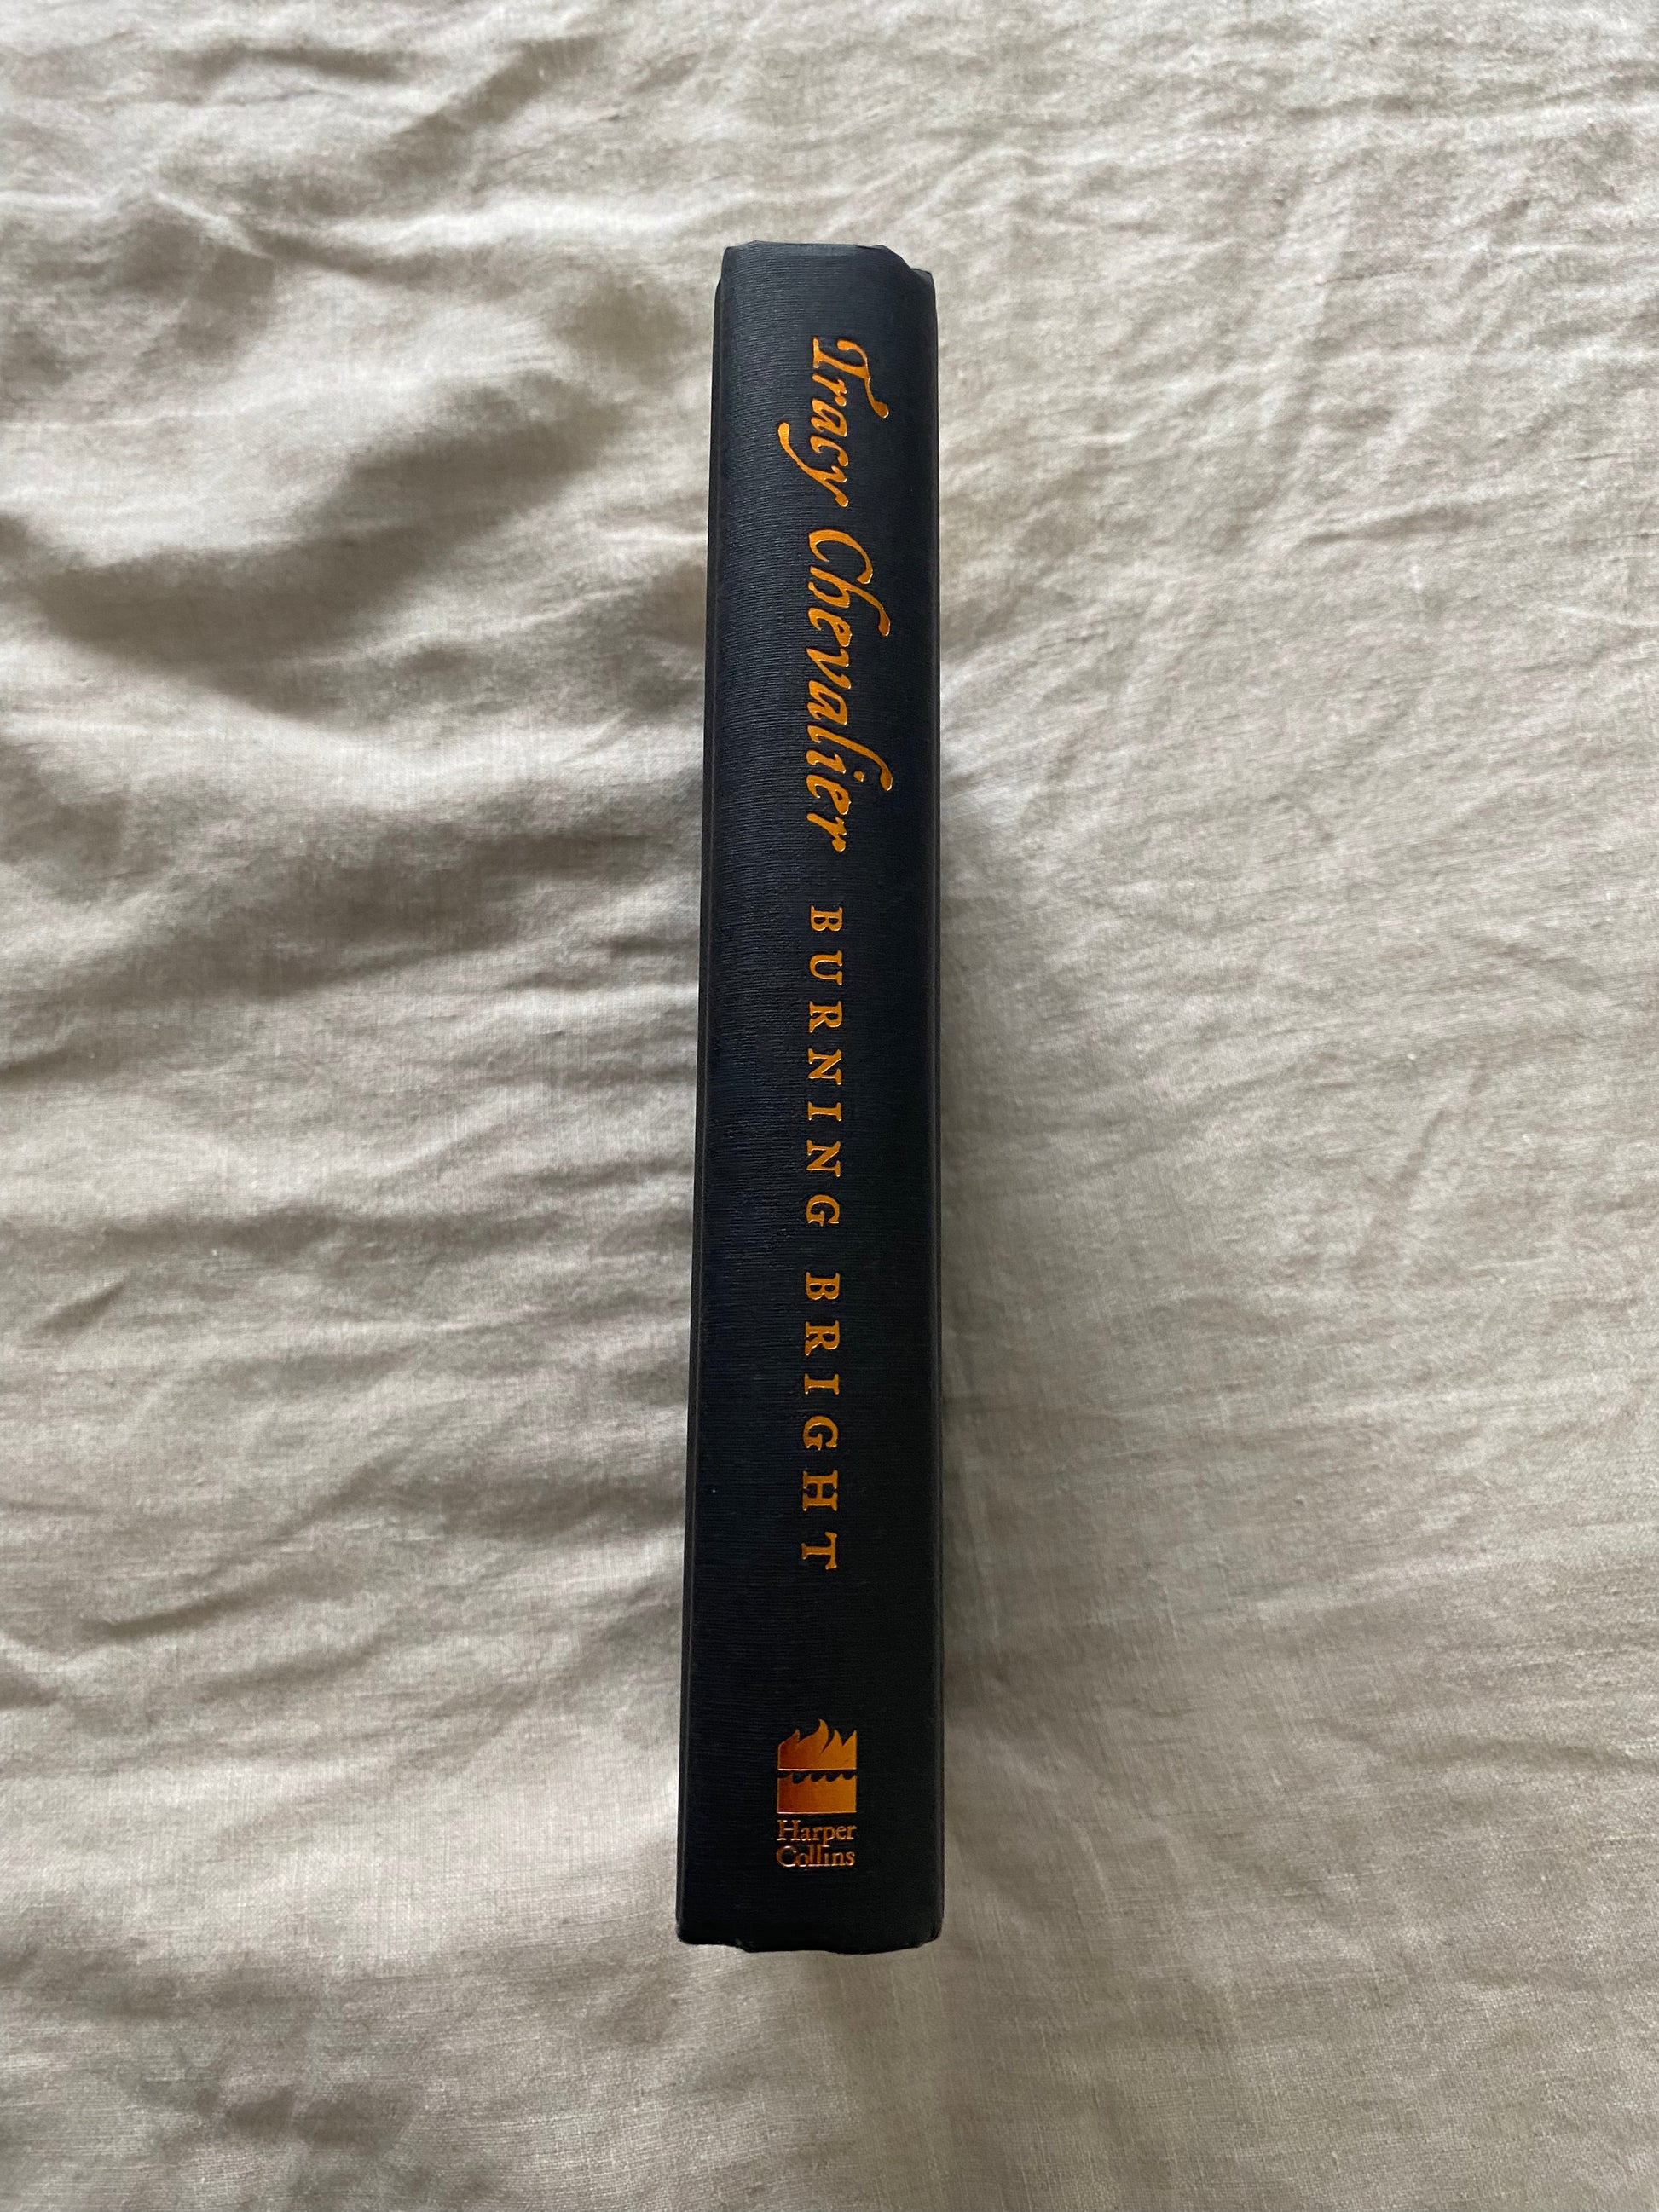 Tracy Chevalier BURNING BRIGHT
Harper
Collins